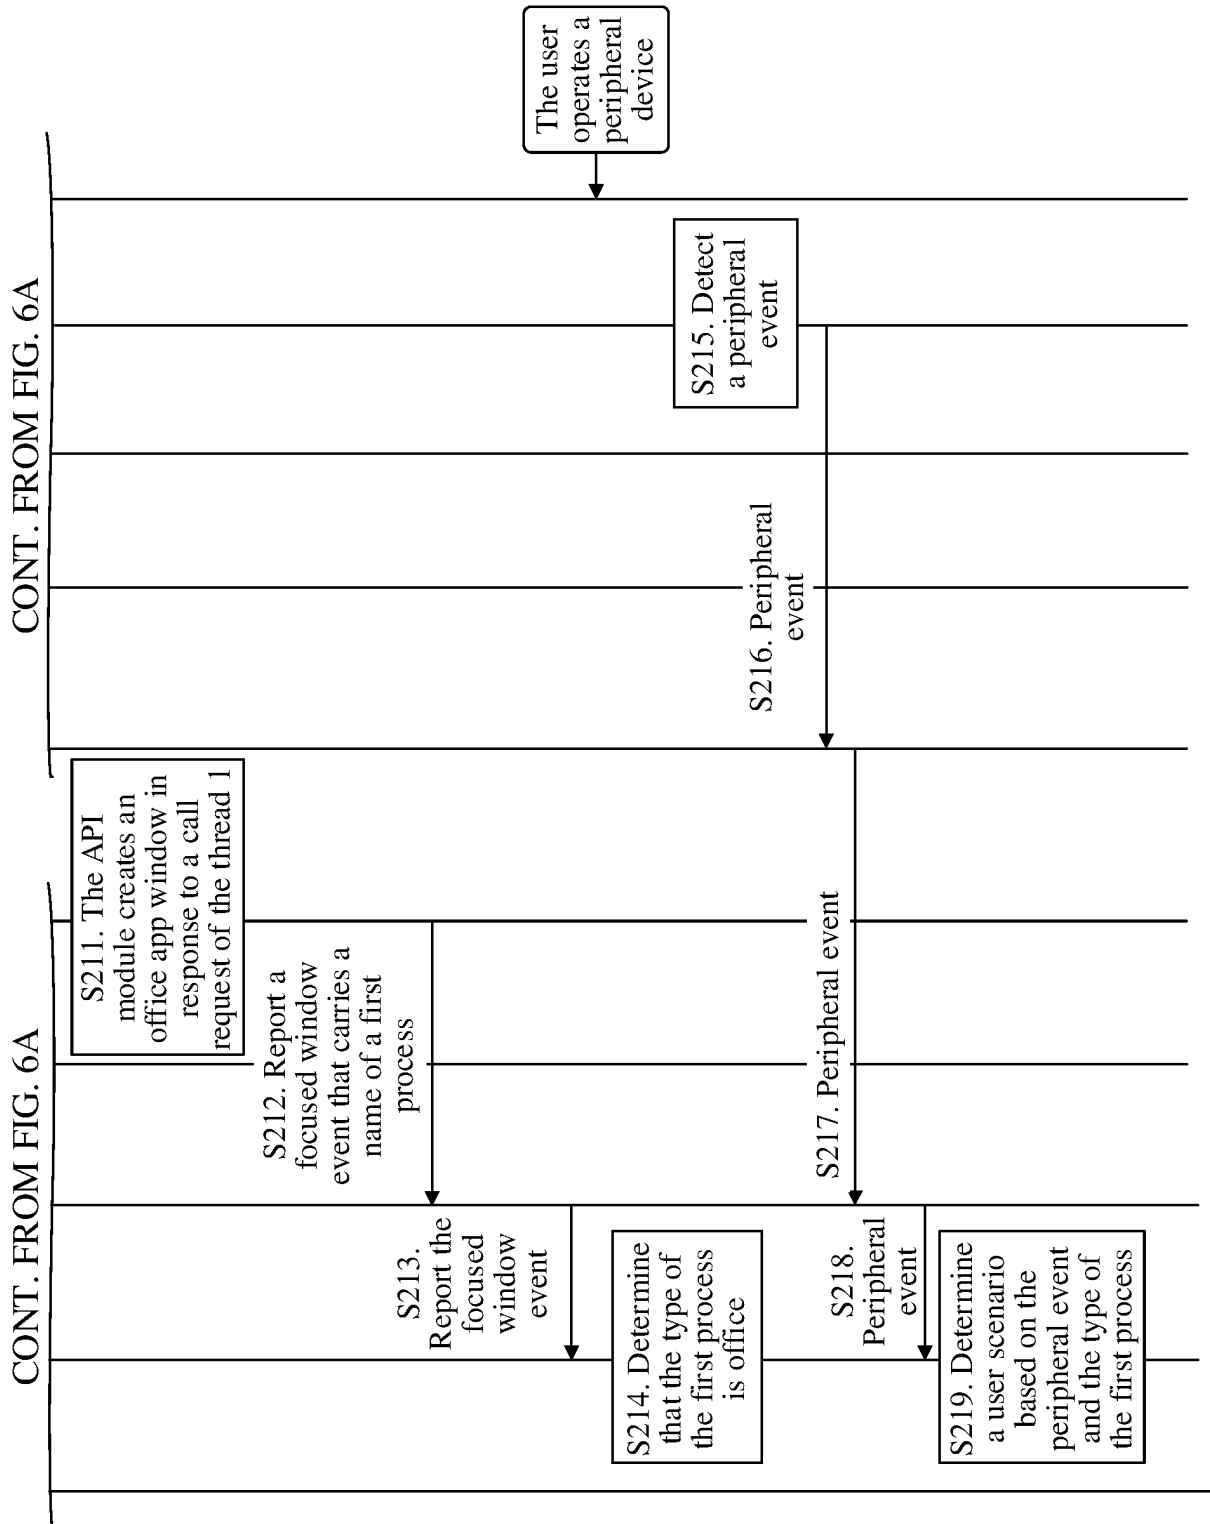 CONT. FROM FIG. 6A
CONT. FROM FIG. 6A
S211. The API
module creates an
office app window in
response to a call
request of the thread 1
S212. Report a
focused window
event that carries a
name of a first
process
S213.
Report the
focused
window
event
The user
operates a
peripheral
device
S214. Determine
that the type of
the first process
is office
S215. Detect
a peripheral
event
S216. Peripheral
event
S217. Peripheral event
S218.
Peripheral
event
S219. Determine
a user scenario
based on the
peripheral event
and the type of
the first process